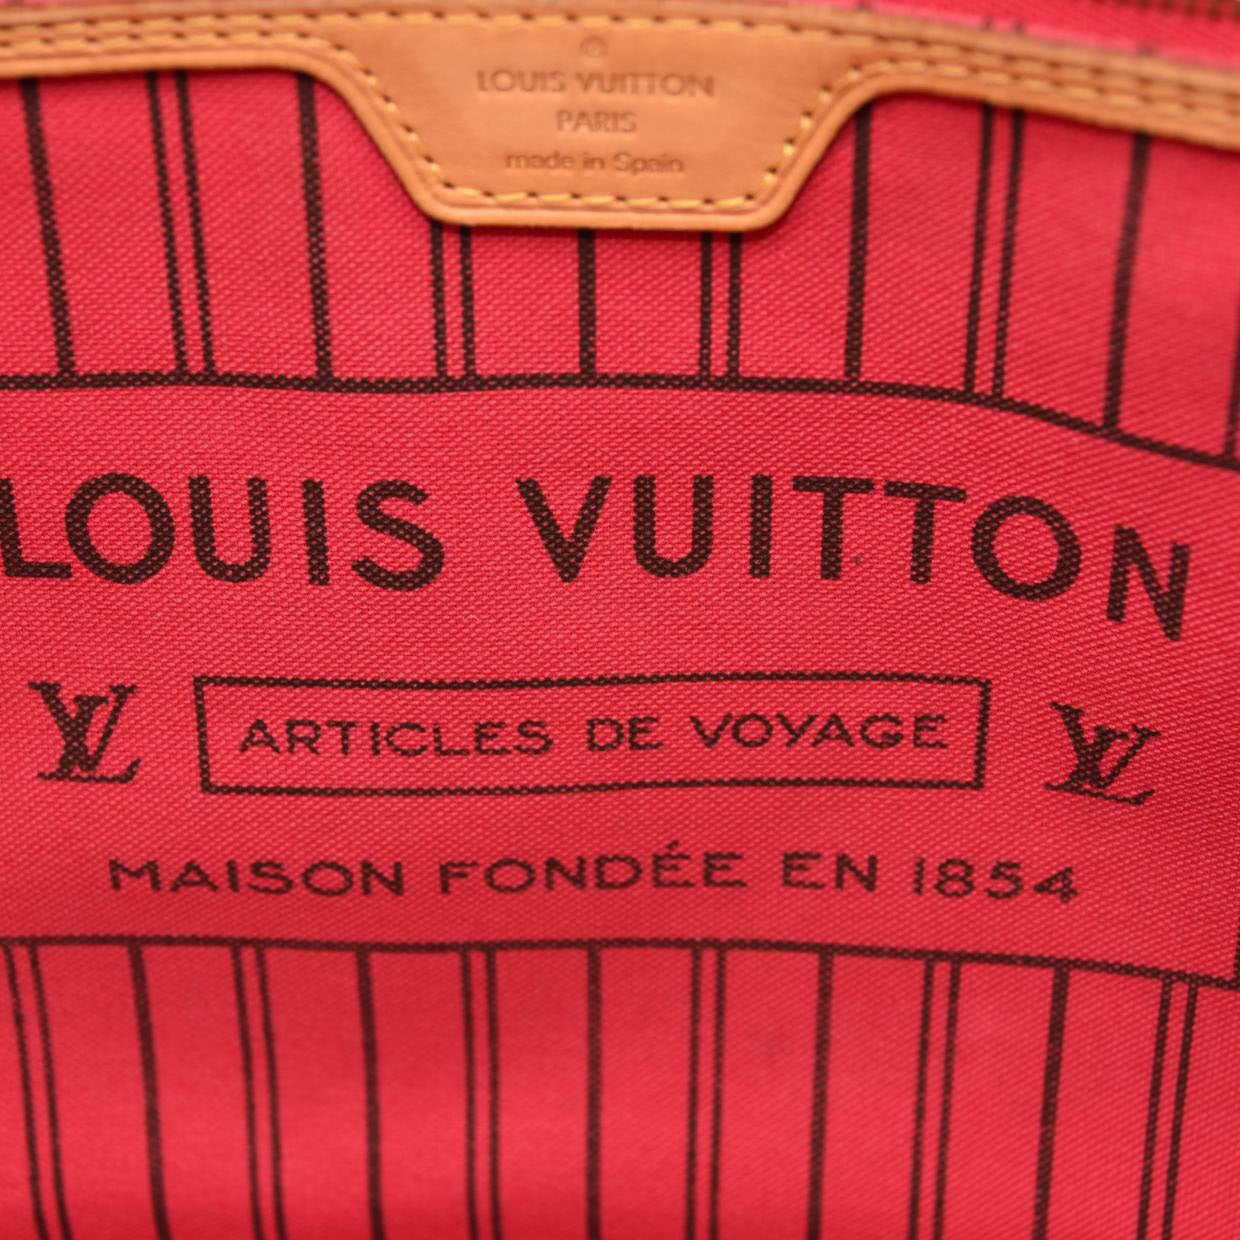 ®
LOUIS VUITTON
PARIS
made in Spain
LOUIS VUITTON
LV ARTICLES DE VOYAGE LV
MAISON FONDÉE EN 1854